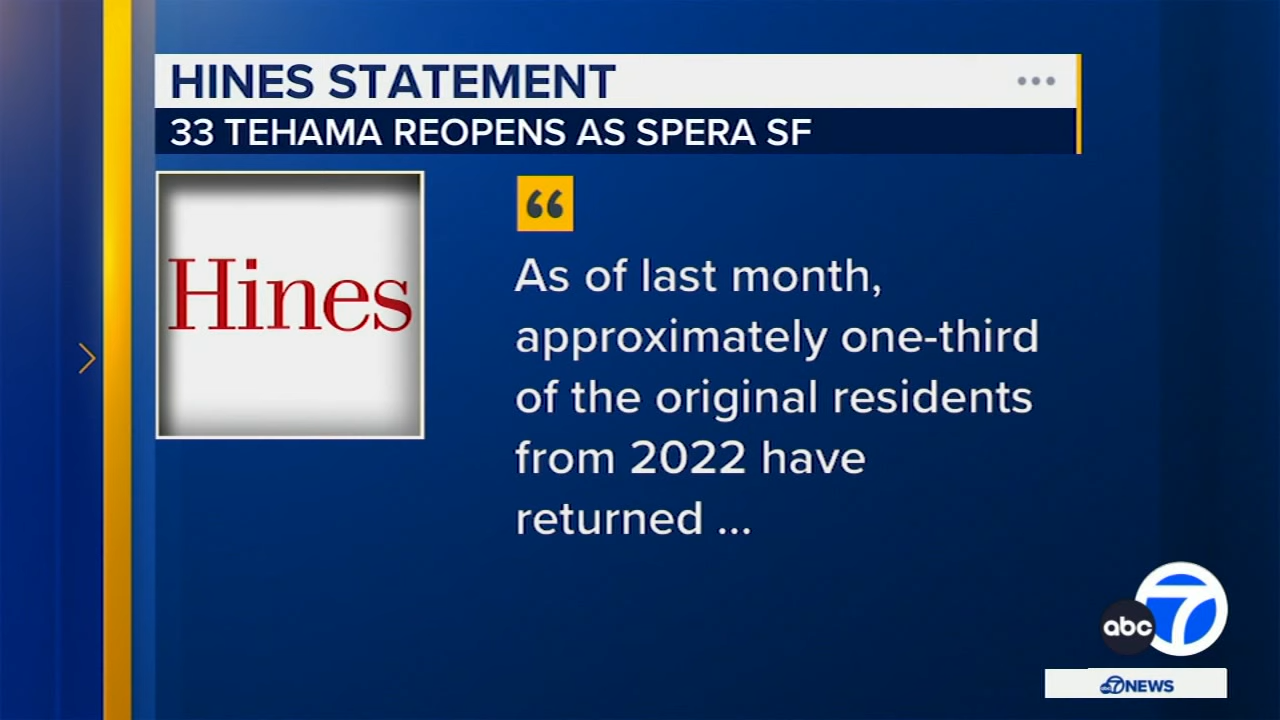 HINES STATEMENT
33 TEHAMA REOPENS AS SPERA SF
Hines
“
As of last month,
approximately one-third
of the original residents
from 2022 have
returned ...
abc 7
abc7NEWS